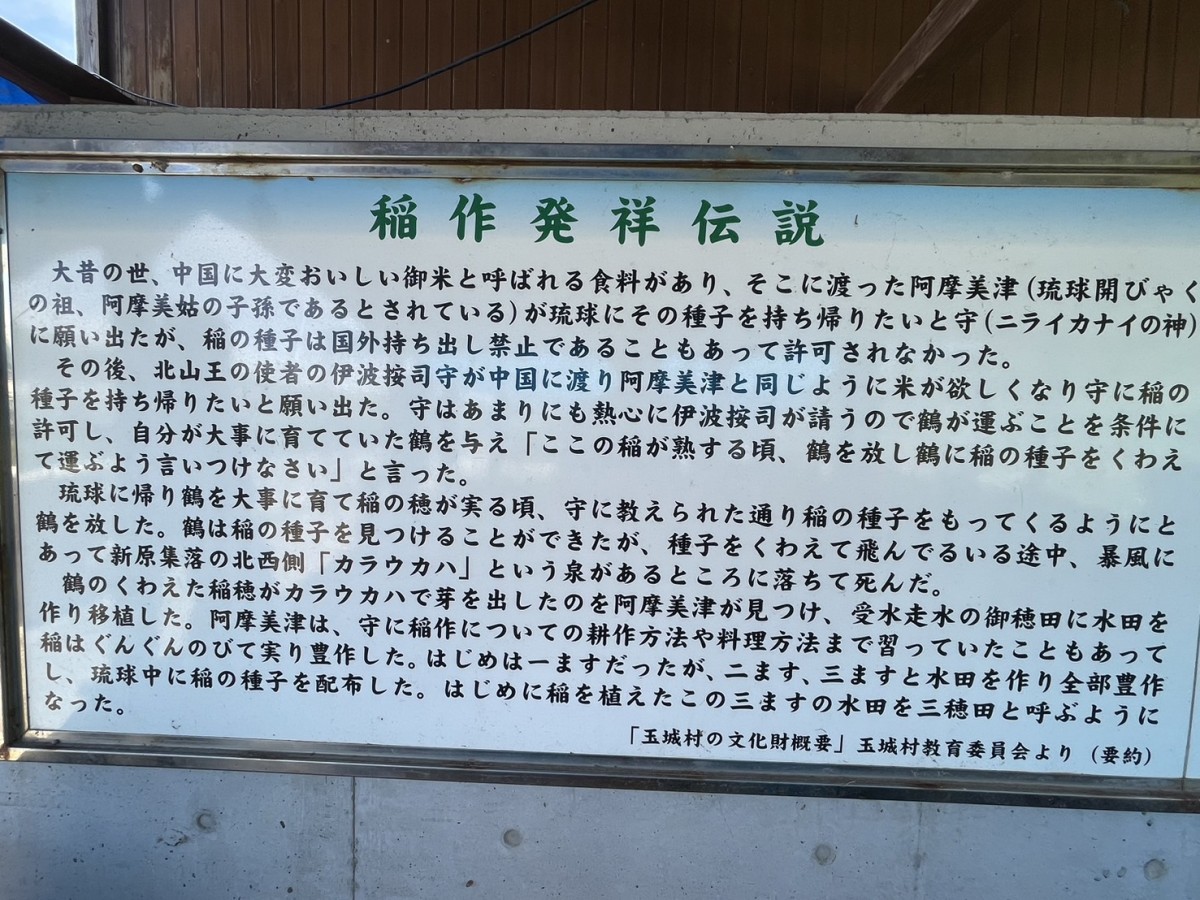 稲作発祥伝説
大昔の世、中国に大変おいしい御米と呼ばれる食料があり、そこに渡った阿摩美津(琉球開びゃく
の祖、阿摩美姑の子孫であるとされている)が琉球にその種子を持ち帰りたいと守(ニライカナイの神)
に願い出たが、稲の種子は国外持ち出し禁止であることもあって許可されなかった。
その後、北山王の使者の伊波按司守が中国に渡り阿摩美津と同じように米が欲しくなり守に稲の
種子を持ち帰りたいと願い出た。守はあまりにも熱心に伊波按司が請うので鶴が運ぶことを条件に
許可し、自分が大事に育てていた鶴を与え「ここの稲が熟する頃、鶴を放し鶴に稲の種子をくわえ
て運ぶよう言いつけなさい」と言った。
琉球に帰り鶴を大事に育て稲の穂が実る頃、守に教えられた通り稲の種子をもってくるようにと
鶴を放した。鶴は稲の種子を見つけることができたが、種子をくわえて飛んでるいる途中、暴風に
あって新原集落の北西側「カラウカハ」という泉があるところに落ちて死んだ。
鶴のくわえた稲穂がカラウカハで芽を出したのを阿摩美津が見つけ、受水走水の御穂田に水田を
作り移植した。阿摩美津は、守に稲作についての耕作方法や料理方法まで習っていたこともあって
稲はぐんぐんのびて実り豊作した。はじめは一ますだったが、二ます、三ますと水田を作り全部豊作
し、琉球中に稲の種子を配布した。はじめに稲を植えたこの三ますの水田を三穂田と呼ぶように
なった。
「玉城村の文化財概要」玉城村教育委員会より(要約)